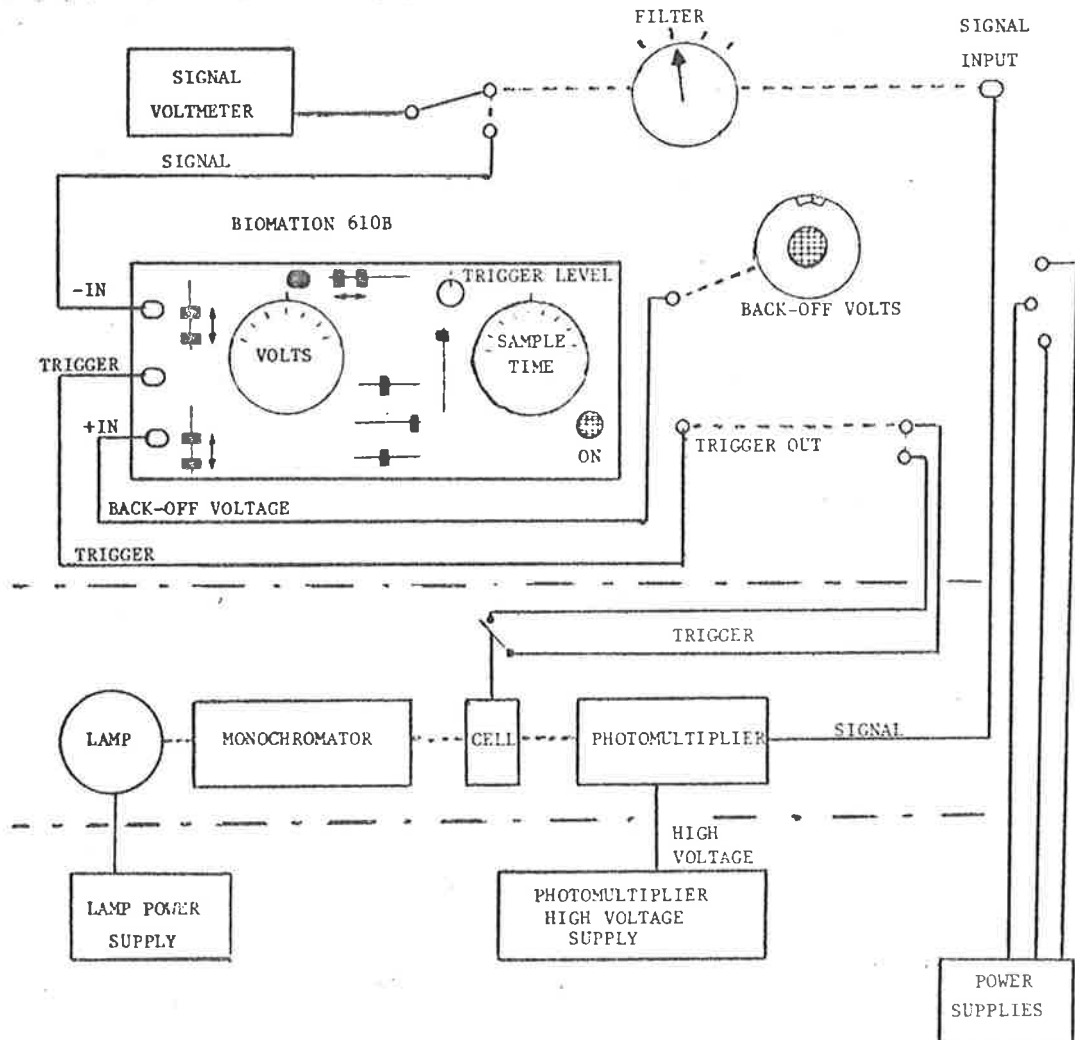 FILTER
SIGNAL
INPUT
SIGNAL
VOLTMETER
SIGNAL
BIOMATION 610B
TRIGGER LEVEL
-IN
BACK-OFF VOLTS
VOLTS
SAMPLE
TIME
TRIGGER
+IN
ON
TRIGGER OUT
BACK-OFF VOLTAGE
TRIGGER
TRIGGER
LAMP
MONOCHROMATOR
CELL
PHOTOMULTIPLIER
SIGNAL
HIGH
VOLTAGE
LAMP POWER
SUPPLY
PHOTOMULTIPLIER
HIGH VOLTAGE
SUPPLY
POWER
SUPPLIES